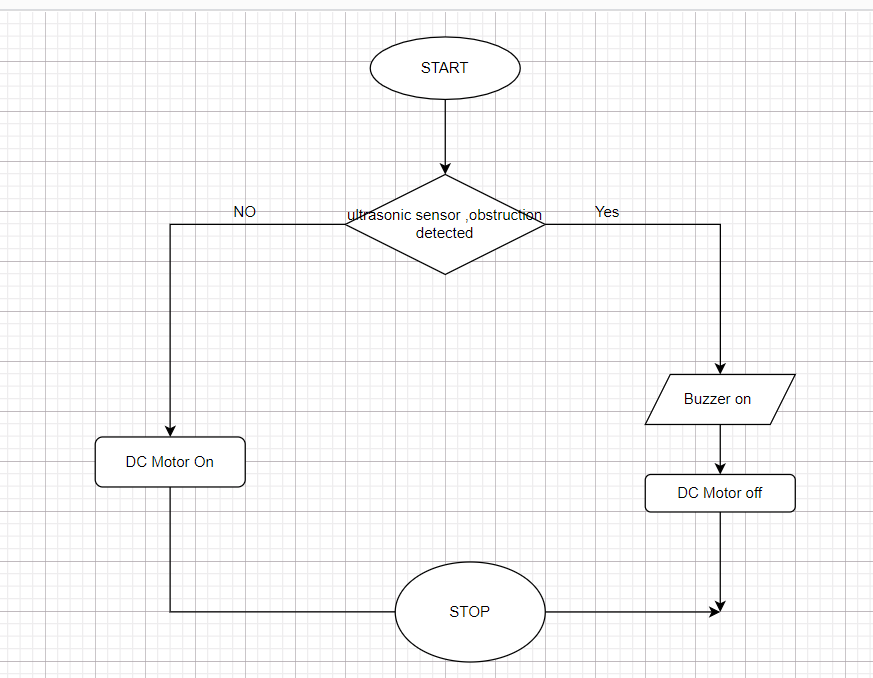 START
NO
ultrasonic sensor ,obstruction
detected
Yes
Buzzer on
DC Motor On
DC Motor off
STOP